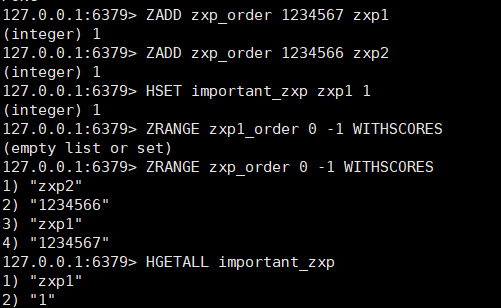 127.0.0.1:6379> ZADD zxp_order 1234567 zxp1
(integer) 1
127.0.0.1:6379> ZADD zxp_order 1234566 zxp2
(integer) 1
127.0.0.1:6379> HSET important_zxp zxp1 1
(integer) 1
127.0.0.1:6379> ZRANGE zxp1_order 0 -1 WITHSCORES
(empty list or set)
127.0.0.1:6379> ZRANGE zxp_order 0 -1 WITHSCORES
1) "zxp2"
2) "1234566"
3) "zxp1"
4) "1234567"
127.0.0.1:6379> HGETALL important_zxp
1) "zxp1"
2) "1"